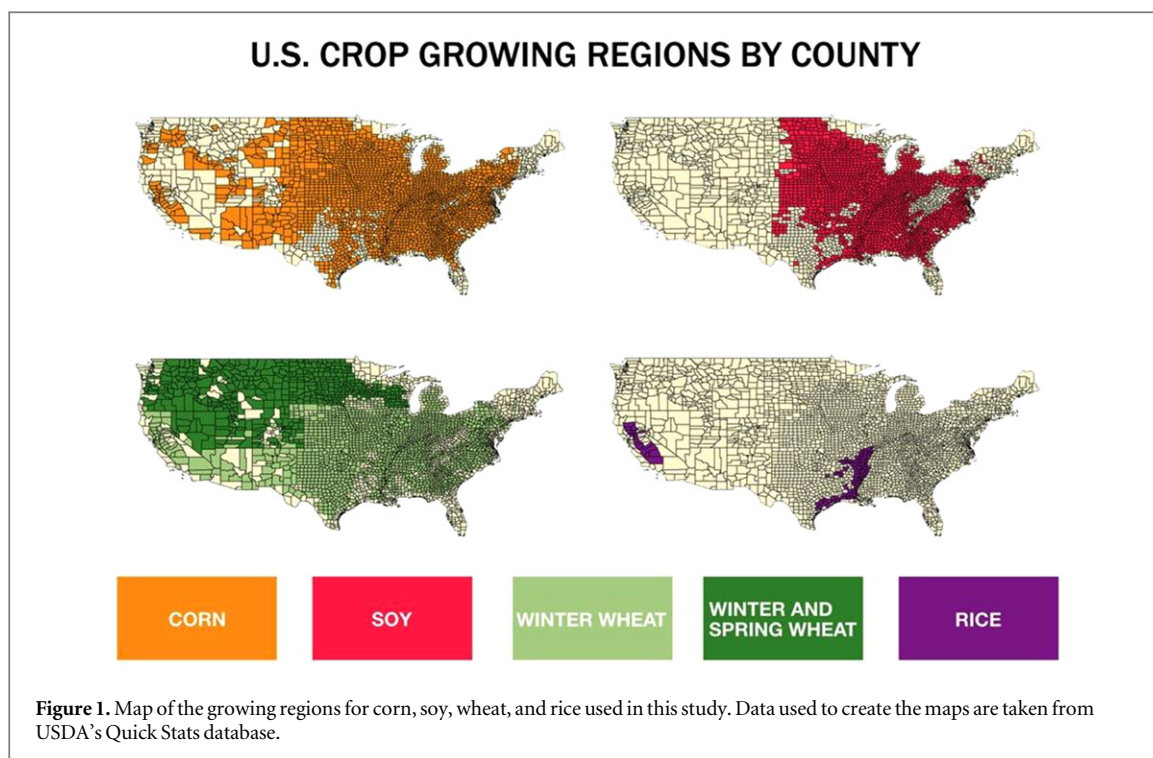 U.S. CROP GROWING REGIONS BY COUNTY
CORN
SOY
WINTER WHEAT
WINTER AND
SPRING WHEAT
RICE
Figure 1. Map of the growing regions for corn, soy, wheat, and rice used in this study. Data used to create the maps are taken from
USDA's Quick Stats database.